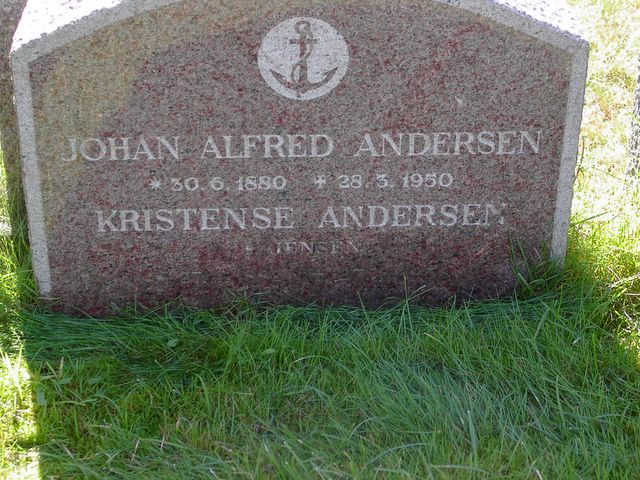 JOHAN ALFRED ANDERSEN
* 30.6.1880 + 28.3.1950
KRISTENSE ANDERSEN
+ JENSEN